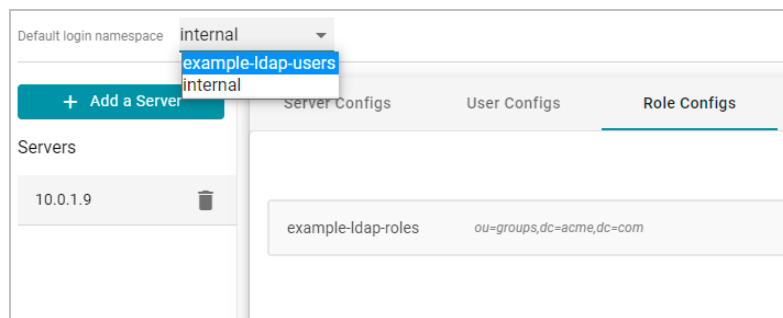 Default login namespace internal
example-ldap-users
internal
+ Add a Server
Server Configs User Configs Role Configs
Servers
10.0.1.9
example-ldap-roles ou=groups,dc=acme,dc=com